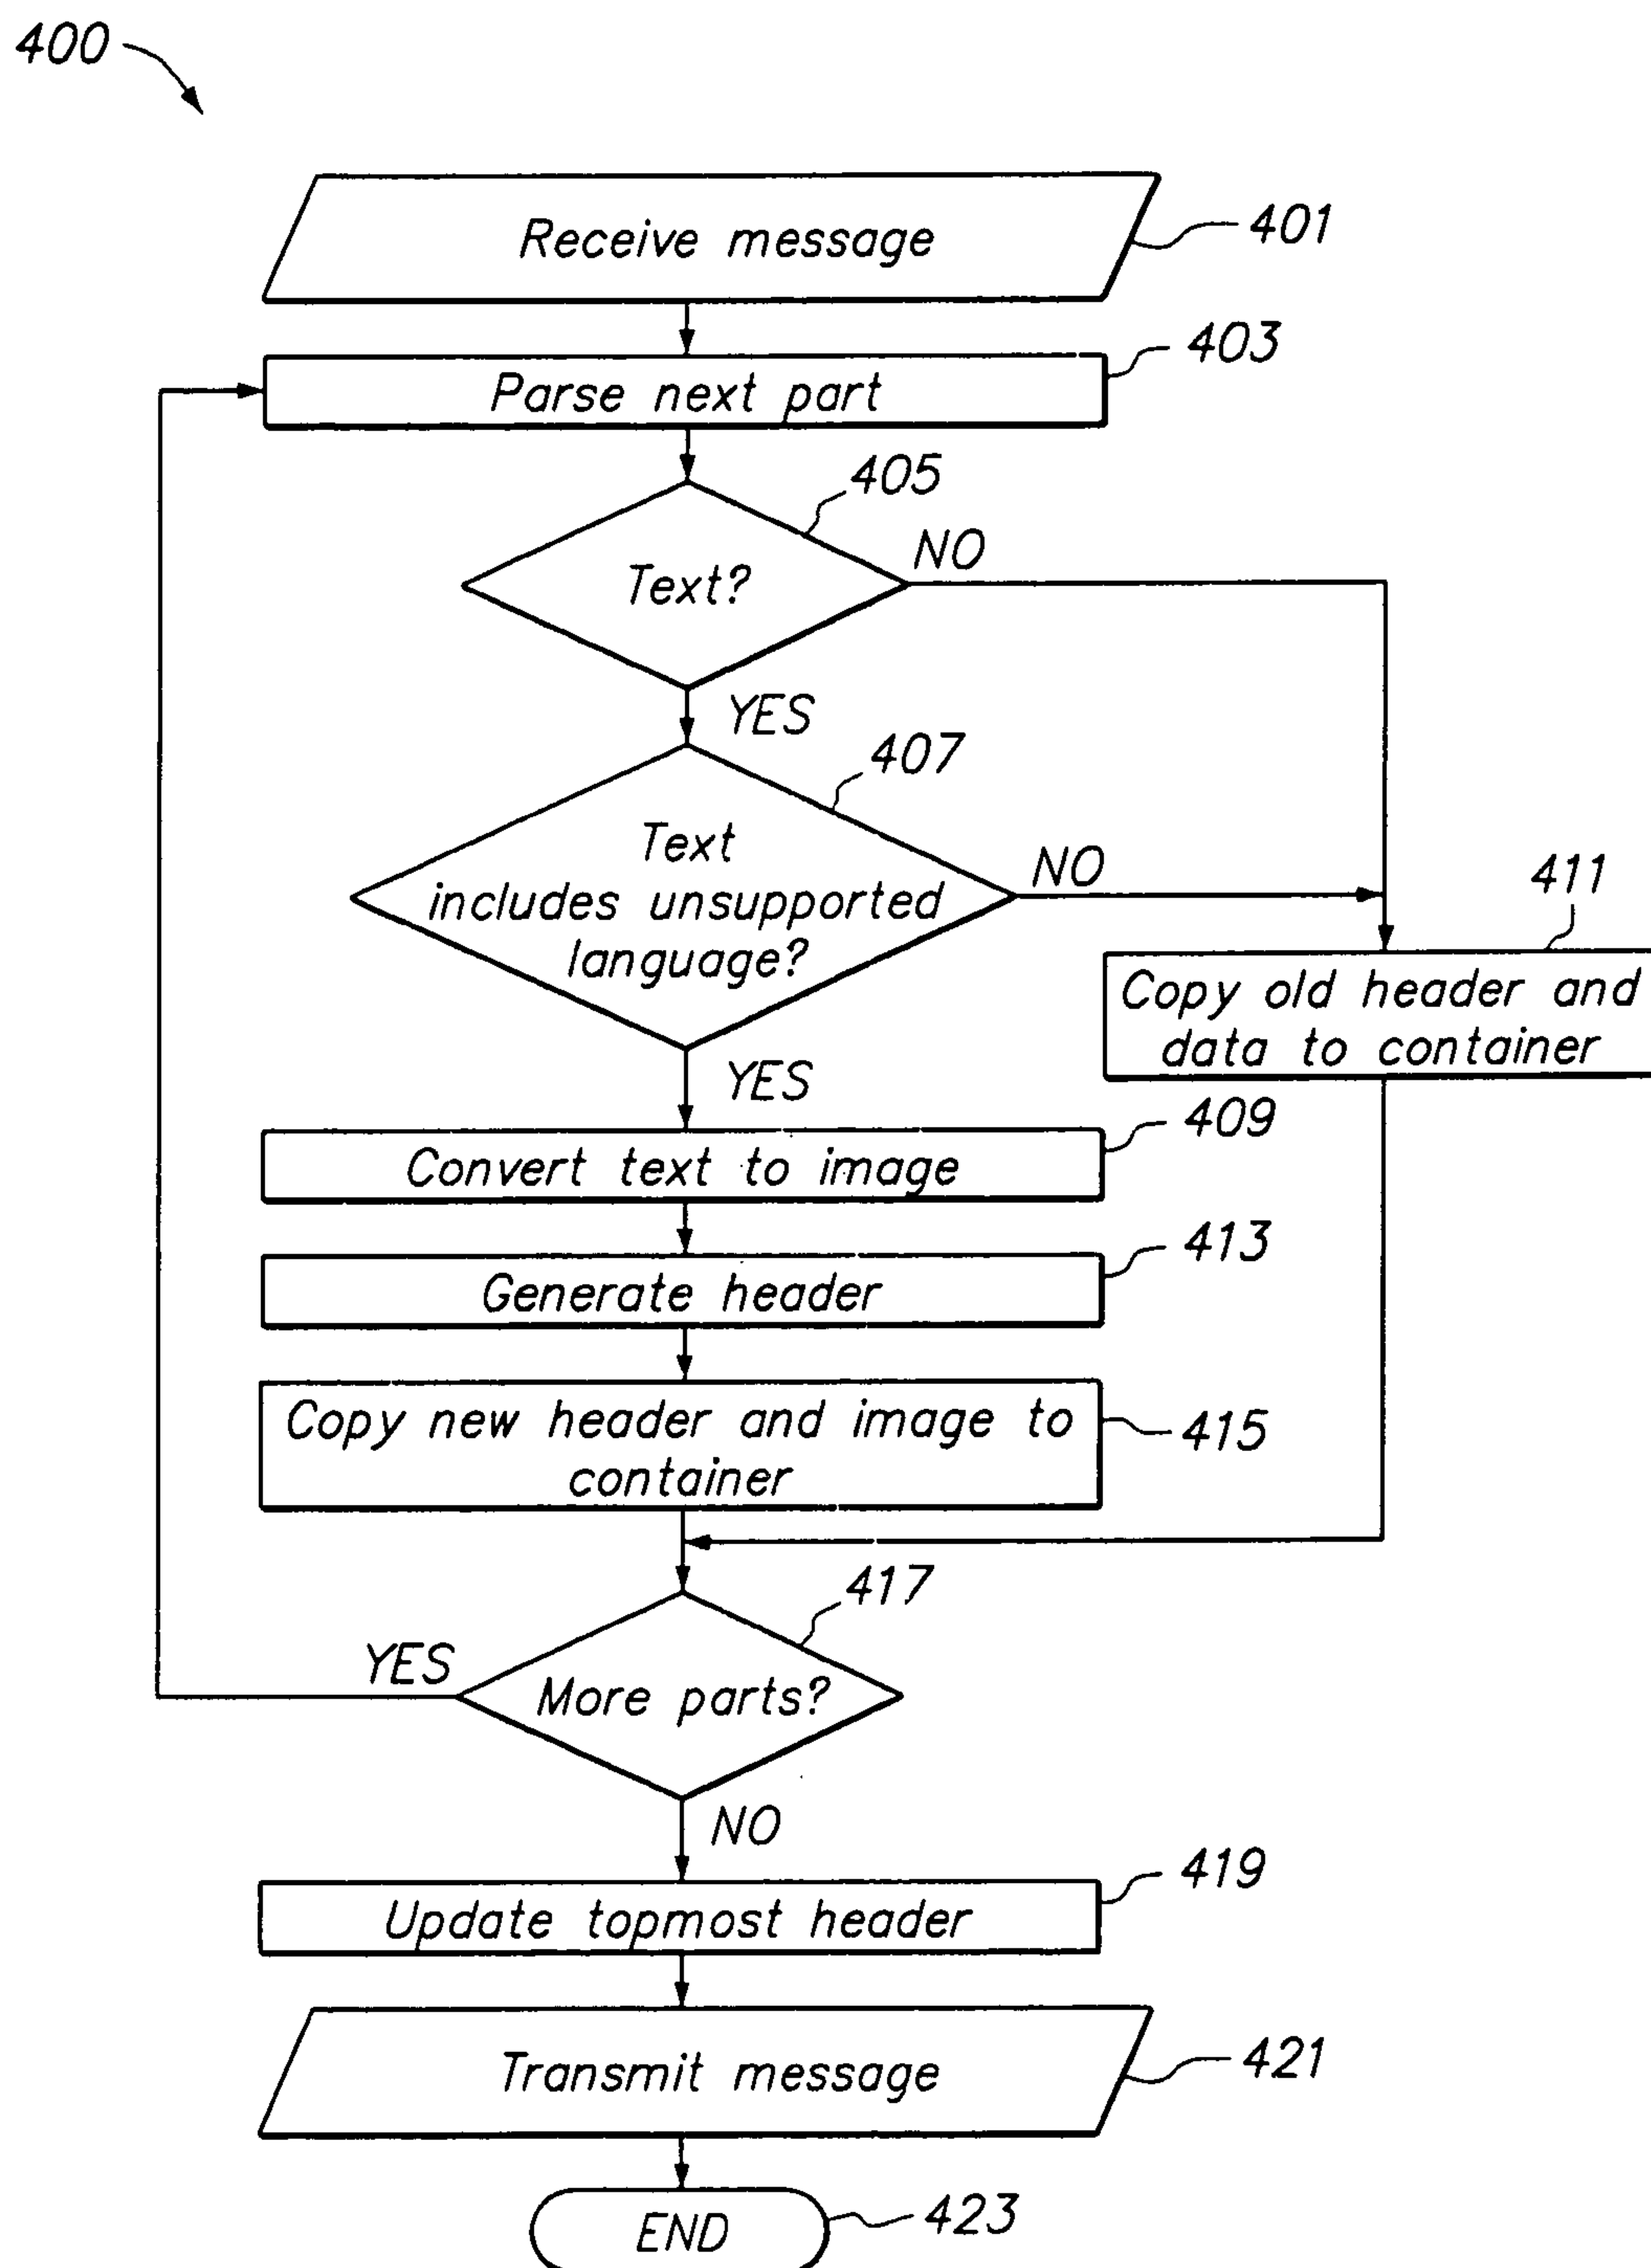 400
Receive message
401
Parse next part
403
405
Text?
NO
YES
407
Text
includes unsupported
language?
NO
YES
411
Copy old header and
data to container
409
Convert text to image
413
Generate header
Copy new header and image to
container
415
417
More parts?
YES
NO
419
Update topmost header
Transmit message
421
END
423